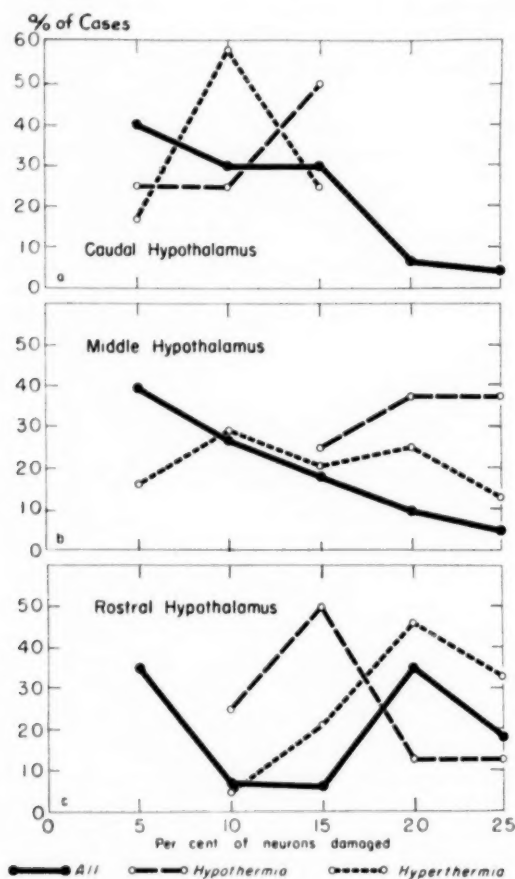 % of Cases
60
50
40
30
20
10
0
a
Caudal Hypothalamus
40
30
20
10
0
b
Middle Hypothalamus
50
40
30
20
10
0
c
Rostral Hypothalamus
5 10 15 20 25
Per cent of neurons damaged
All Hypothermia Hyperthermia